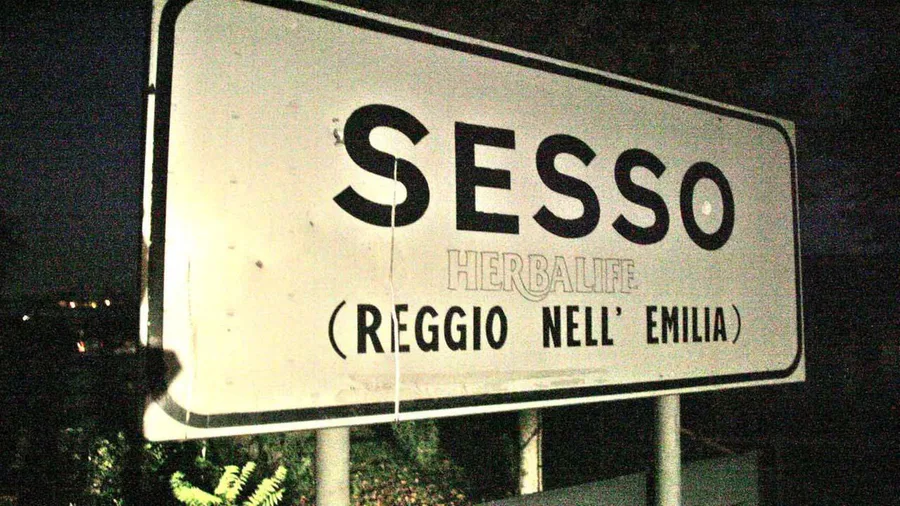 SESSO
HERBALIFE
(REGGIO NELL' EMILIA)